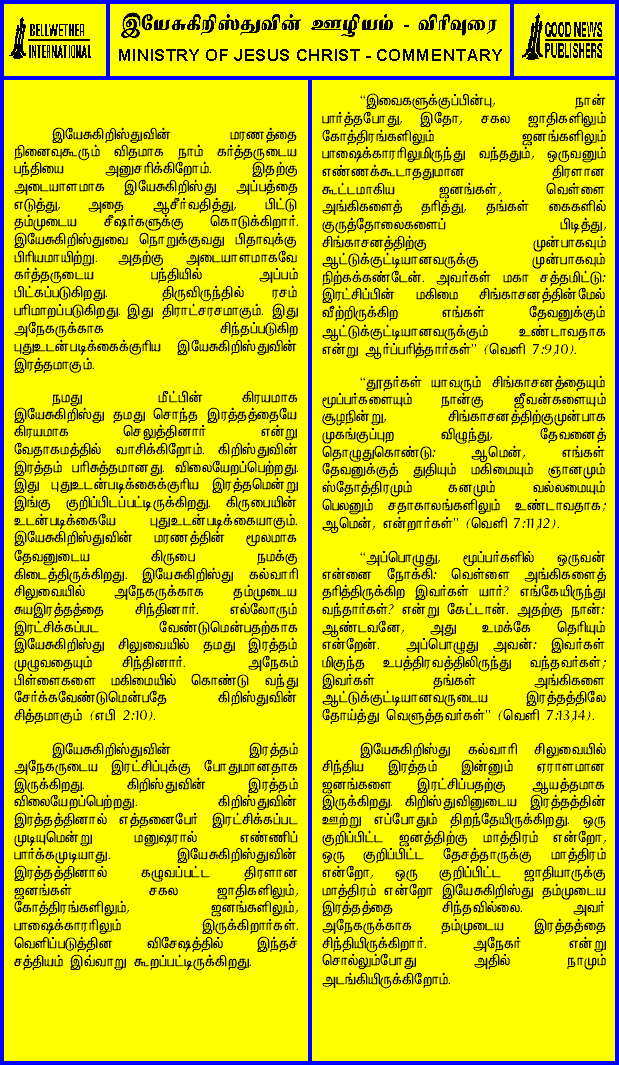 BELLWETHER
INTERNATIONAL
இயேசுகிறிஸ்துவின் ஊழியம் - விரிவுரை
MINISTRY OF JESUS CHRIST - COMMENTARY
GOOD NEWS
PUBLISHERS
இயேசுகிறிஸ்துவின் மரணத்தை
நினைவுகூரும் விதமாக நாம் கர்த்தருடைய
பந்தியை அனுசரிக்கிறோம். இதற்கு
அடையாளமாக இயேசுகிறிஸ்து அப்பத்தை
எடுத்து, அதை ஆசீர்வதித்து, பிட்டு
தம்முடைய சீஷர்களுக்கு கொடுக்கிறார்.
இயேசுகிறிஸ்துவை நொறுக்குவது பிதாவுக்கு
பிரியமாயிற்று. அதற்கு அடையாளமாகவே
கர்த்தருடைய பந்தியில் அப்பம்
பிட்கப்படுகிறது. திருவிருந்தில் ரசம்
பரிமாறப்படுகிறது. இது திராட்சரசமாகும். இது
அநேகருக்காக சிந்தப்படுகிற
புதுஉடன்படிக்கைக்குரிய இயேசுகிறிஸ்துவின்
இரத்தமாகும்.
நமது மீட்பின் கிரயமாக
இயேசுகிறிஸ்து தமது சொந்த இரத்தத்தையே
கிரயமாக செலுத்தினார் என்று
வேதாகமத்தில் வாசிக்கிறோம். கிறிஸ்துவின்
இரத்தம் பரிசுத்தமானது. விலையேறப்பெற்றது.
இது புதுஉடன்படிக்கைக்குரிய இரத்தமென்று
இங்கு குறிப்பிடப்பட்டிருக்கிறது. கிருபையின்
உடன்படிக்கையே புதுஉடன்படிக்கையாகும்.
இயேசுகிறிஸ்துவின் மரணத்தின் மூலமாக
தேவனுடைய கிருபை நமக்கு
கிடைத்திருக்கிறது. இயேசுகிறிஸ்து கல்வாரி
சிலுவையில் அநேகருக்காக தம்முடைய
சுயஇரத்தத்தை சிந்தினார். எல்லோரும்
இரட்சிக்கப்பட வேண்டுமென்பதற்காக
இயேசுகிறிஸ்து சிலுவையில் தமது இரத்தம்
முழுவதையும் சிந்தினார். அநேகம்
பிள்ளைகளை மகிமையில் கொண்டு வந்து
சேர்க்கவேண்டுமென்பதே கிறிஸ்துவின்
சித்தமாகும் (எபி 2:10).
இயேசுகிறிஸ்துவின் இரத்தம்
அநேகருடைய இரட்சிப்புக்கு போதுமானதாக
இருக்கிறது. கிறிஸ்துவின் இரத்தம்
விலையேறப்பெற்றது. கிறிஸ்துவின்
இரத்தத்தினால் எத்தனைபேர் இரட்சிக்கப்பட
முடியுமென்று மனுஷரால் எண்ணிப்
பார்க்கமுடியாது. இயேசுகிறிஸ்துவின்
இரத்தத்தினால் கழுவப்பட்ட திரளான
ஜனங்கள் சகல ஜாதிகளிலும்,
கோத்திரங்களிலும், ஜனங்களிலும்,
பாஷைக்காரரிலும் இருக்கிறார்கள்.
வெளிப்படுத்தின விசேஷத்தில் இந்தச்
சத்தியம் இவ்வாறு கூறப்பட்டிருக்கிறது.
“இவைகளுக்குப்பின்பு, நான்
பார்த்தபோது, இதோ, சகல ஜாதிகளிலும்
கோத்திரங்களிலும் ஜனங்களிலும்
பாஷைக்காரரிலுமிருந்து வந்ததும், ஒருவனும்
எண்ணக்கூடாததுமான திரளான
கூட்டமாகிய ஜனங்கள், வெள்ளை
அங்கிகளைத் தரித்து, தங்கள் கைகளில்
குருத்தோலைகளைப் பிடித்து,
சிங்காசனத்திற்கு முன்பாகவும்
ஆட்டுக்குட்டியானவருக்கு முன்பாகவும்
நிற்கக்கண்டேன். அவர்கள் மகா சத்தமிட்டு:
இரட்சிப்பின் மகிமை சிங்காசனத்தின்மேல்
வீற்றிருக்கிற எங்கள் தேவனுக்கும்
ஆட்டுக்குட்டியானவருக்கும் உண்டாவதாக
என்று ஆர்ப்பரித்தார்கள்” (வெளி 7:9,10).
“தூதர்கள் யாவரும் சிங்காசனத்தையும்
மூப்பர்களையும் நான்கு ஜீவன்களையும்
சூழநின்று, சிங்காசனத்திற்குமுன்பாக
முகங்குப்புற விழுந்து, தேவனைத்
தொழுதுகொண்டு: ஆமென், எங்கள்
தேவனுக்குத் துதியும் மகிமையும் ஞானமும்
ஸ்தோத்திரமும் கனமும் வல்லமையும்
பெலனும் சதாகாலங்களிலும் உண்டாவதாக;
ஆமென், என்றார்கள்” (வெளி 7:11,12).
“அப்பொழுது, மூப்பர்களில் ஒருவன்
என்னை நோக்கி: வெள்ளை அங்கிகளைத்
தரித்திருக்கிற இவர்கள் யார்? எங்கேயிருந்து
வந்தார்கள்? என்று கேட்டான். அதற்கு நான்:
ஆண்டவனே, அது உமக்கே தெரியும்
என்றேன். அப்பொழுது அவன்: இவர்கள்
மிகுந்த உபத்திரவத்திலிருந்து வந்தவர்கள்;
இவர்கள் தங்கள் அங்கிகளை
ஆட்டுக்குட்டியானவருடைய இரத்தத்திலே
தோய்த்து வெளுத்தவர்கள்” (வெளி 7:13,14).
இயேசுகிறிஸ்து கல்வாரி சிலுவையில்
சிந்திய இரத்தம் இன்னும் ஏராளமான
ஜனங்களை இரட்சிப்பதற்கு ஆயத்தமாக
இருக்கிறது. கிறிஸ்துவினுடைய இரத்தத்தின்
ஊற்று எப்போதும் திறந்தேயிருக்கிறது. ஒரு
குறிப்பிட்ட ஜனத்திற்கு மாத்திரம் என்றோ,
ஒரு குறிப்பிட்ட தேசத்தாருக்கு மாத்திரம்
என்றோ, ஒரு குறிப்பிட்ட ஜாதியாருக்கு
மாத்திரம் என்றோ இயேசுகிறிஸ்து தம்முடைய
இரத்தத்தை சிந்தவில்லை. அவர்
அநேகருக்காக தம்முடைய இரத்தத்தை
சிந்தியிருக்கிறார். அநேகர் என்று
சொல்லும்போது அதில் நாமும்
அடங்கியிருக்கிறோம்.